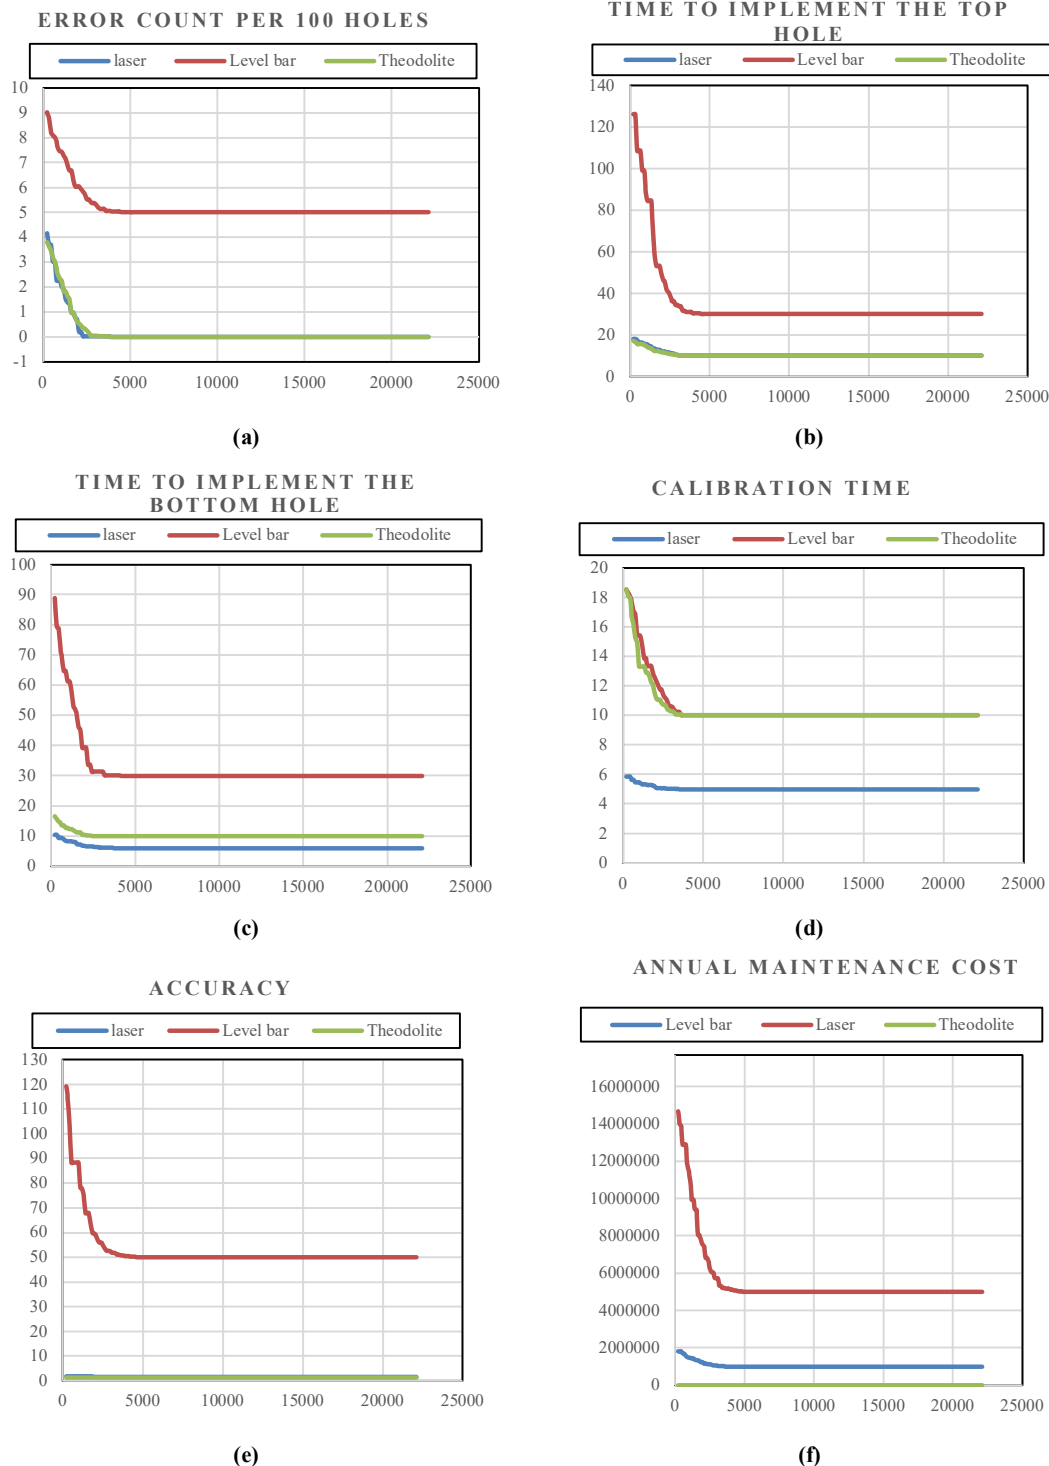 ERROR COUNT PER 100 HOLES
laser Level bar Theodolite
10
9
8
7
6
5
4
3
2
1
0
-1
0 5000 10000 15000 20000 25000
(a)
TIME TO IMPLEMENT THE TOP
HOLE
laser Level bar Theodolite
140
120
100
80
60
40
20
0
0 5000 10000 15000 20000 25000
(b)
TIME TO IMPLEMENT THE
BOTTOM HOLE
laser Level bar Theodolite
100
90
80
70
60
50
40
30
20
10
0
0 5000 10000 15000 20000 25000
(c)
CALIBRATION TIME
laser Level bar Theodolite
20
18
16
14
12
10
8
6
4
2
0
0 5000 10000 15000 20000 25000
(d)
ACCURACY
laser Level bar Theodolite
130
120
110
100
90
80
70
60
50
40
30
20
10
0
0 5000 10000 15000 20000 25000
(e)
ANNUAL MAINTENANCE COST
Level bar Laser Theodolite
16000000
14000000
12000000
10000000
8000000
6000000
4000000
2000000
0
0 5000 10000 15000 20000 25000
(f)